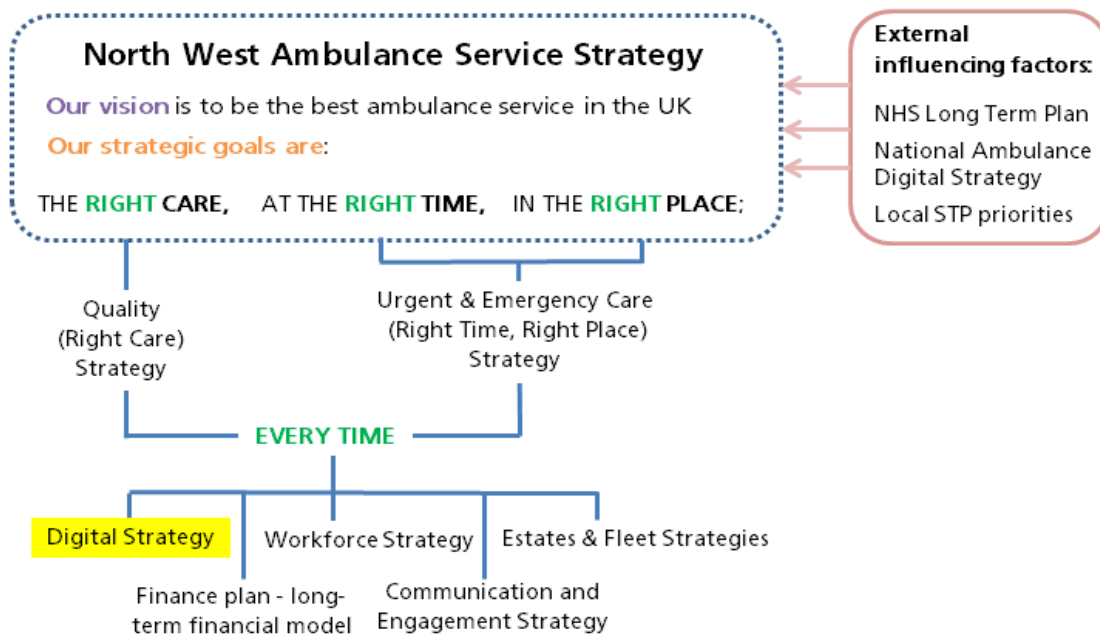 North West Ambulance Service Strategy
Our vision is to be the best ambulance service in the UK
Our strategic goals are:
THE RIGHT CARE, AT THE RIGHT TIME, IN THE RIGHT PLACE;
External
influencing factors:
NHS Long Term Plan
National Ambulance
Digital Strategy
Local STP priorities
Quality
(Right Care)
Strategy
Urgent & Emergency Care
(Right Time, Right Place)
Strategy
EVERY TIME
Digital Strategy
Workforce Strategy
Estates & Fleet Strategies
Finance plan - long-
term financial model
Communication and
Engagement Strategy